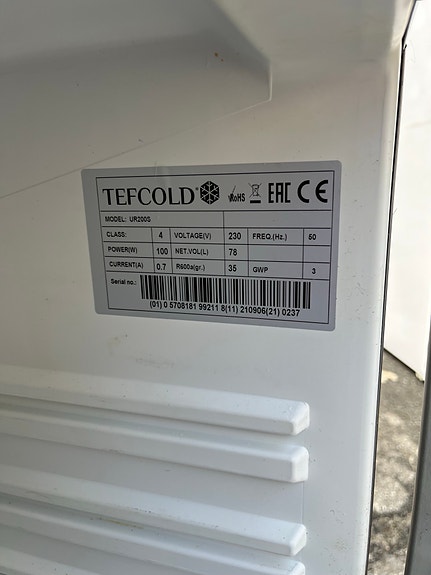 TEFCOLD® RoHS EAC CE
MODEL: UR200S
CLASS: 4 VOLTAGE(V) 230 FREQ.(Hz.) 50
POWER(W) 100 NET.VOL(L) 78
CURRENT(A) 0.7 R600a(gr.) 35 GWP 3
Serial no.:
(01) 0 5708181 99211 8(11) 210906(21) 0237